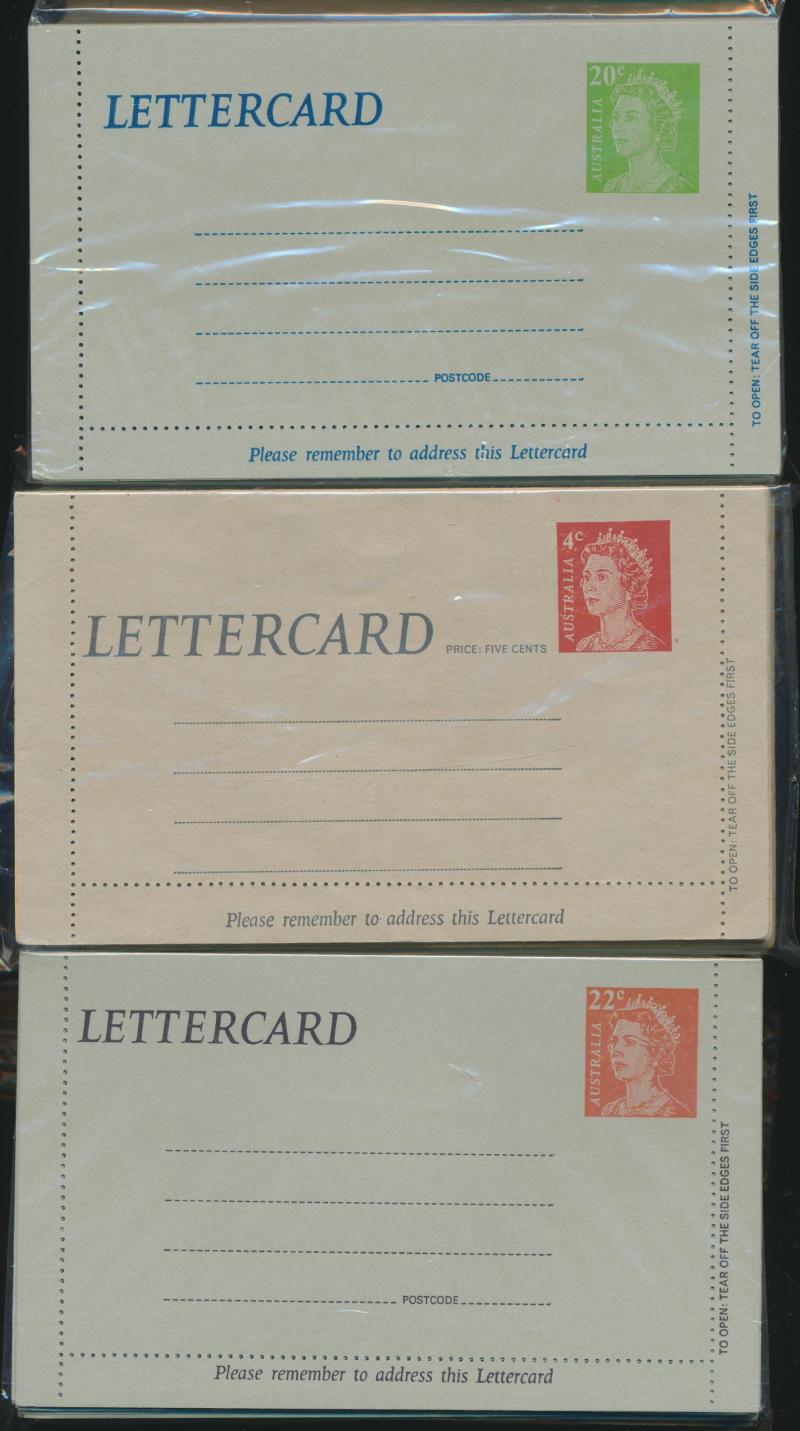 20c
AUSTRALIA
LETTERCARD
POSTCODE
TO OPEN: TEAR OFF THE SIDE EDGES FIRST
Please remember to address this Lettercard
4c
AUSTRALIA
LETTERCARD PRICE: FIVE CENTS
TO OPEN: TEAR OFF THE SIDE EDGES FIRST
Please remember to address this Lettercard
22c
AUSTRALIA
LETTERCARD
POSTCODE
TO OPEN: TEAR OFF THE SIDE EDGES FIRST
Please remember to address this Lettercard